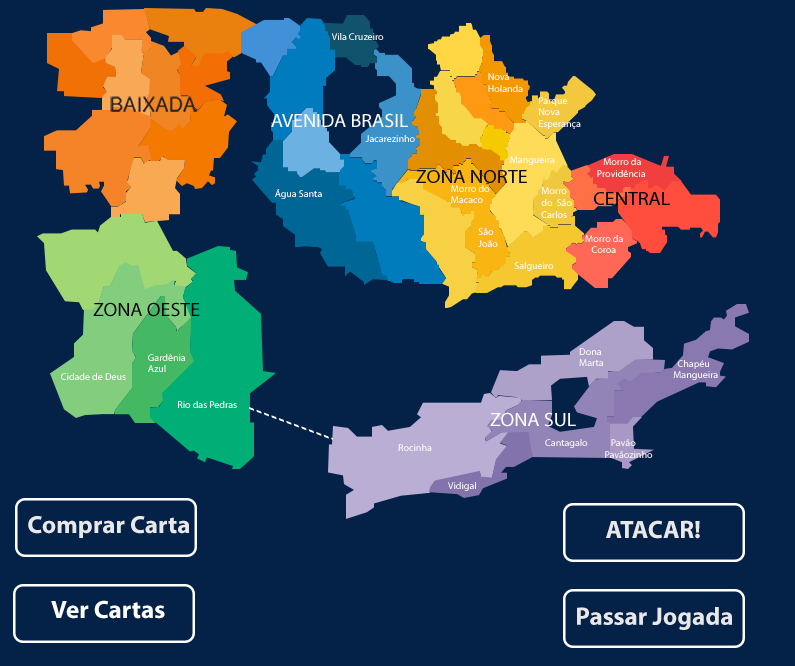 Vila Cruzeiro
BAIXADA
AVENIDA BRASIL
Jacarezinho
Água Santa
Nova
Holanda
Parque
Nova
Esperança
Mangueira
ZONA NORTE
Morro do
Macaco
Morro
do São
Carlos
São
João
Salgueiro
Morro da
Providência
CENTRAL
Morro da
Coroa
ZONA OESTE
Gardênia
Azul
Cidade de Deus
Rio das Pedras
Dona
Marta
Chapéu
Mangueira
ZONA SUL
Rocinha
Cantagalo
Pavão
Pavãozinho
Vidigal
Comprar Carta
ATACAR!
Ver Cartas
Passar Jogada